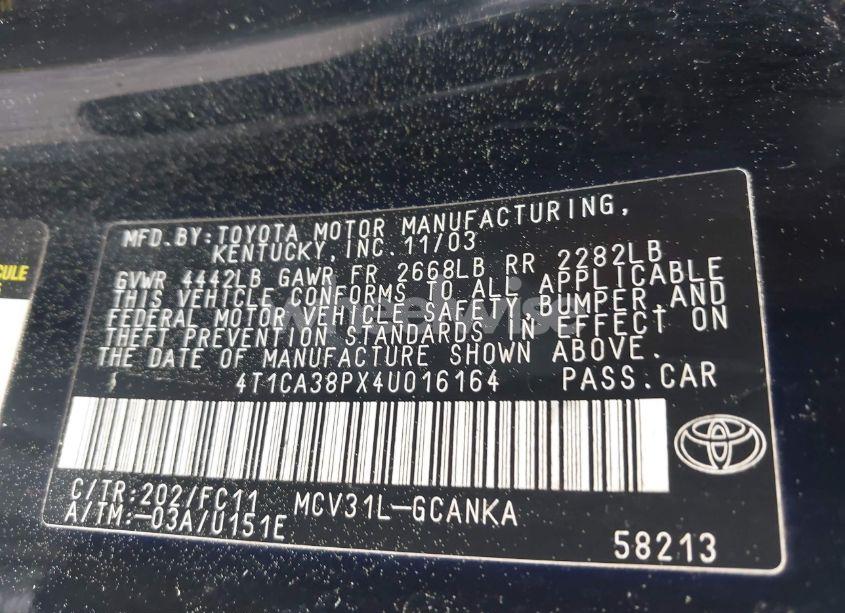 MFD.BY:TOYOTA MOTOR MANUFACTURING,
KENTUCKY,INC. 11/03
GVWR 4442LB GAWR FR 2668LB RR 2282LB
THIS VEHICLE CONFORMS TO ALL APPLICABLE
FEDERAL MOTOR VEHICLE SAFETY, BUMPER,AND
THEFT PREVENTION STANDARDS IN EFFECT ON
THE DATE OF MANUFACTURE SHOWN ABOVE.
4T1CA38PX4U016164 PASS.CAR
C/TR:202/FC11 MCV31L-GCANKA
A/TM:-03A/U151E
58213